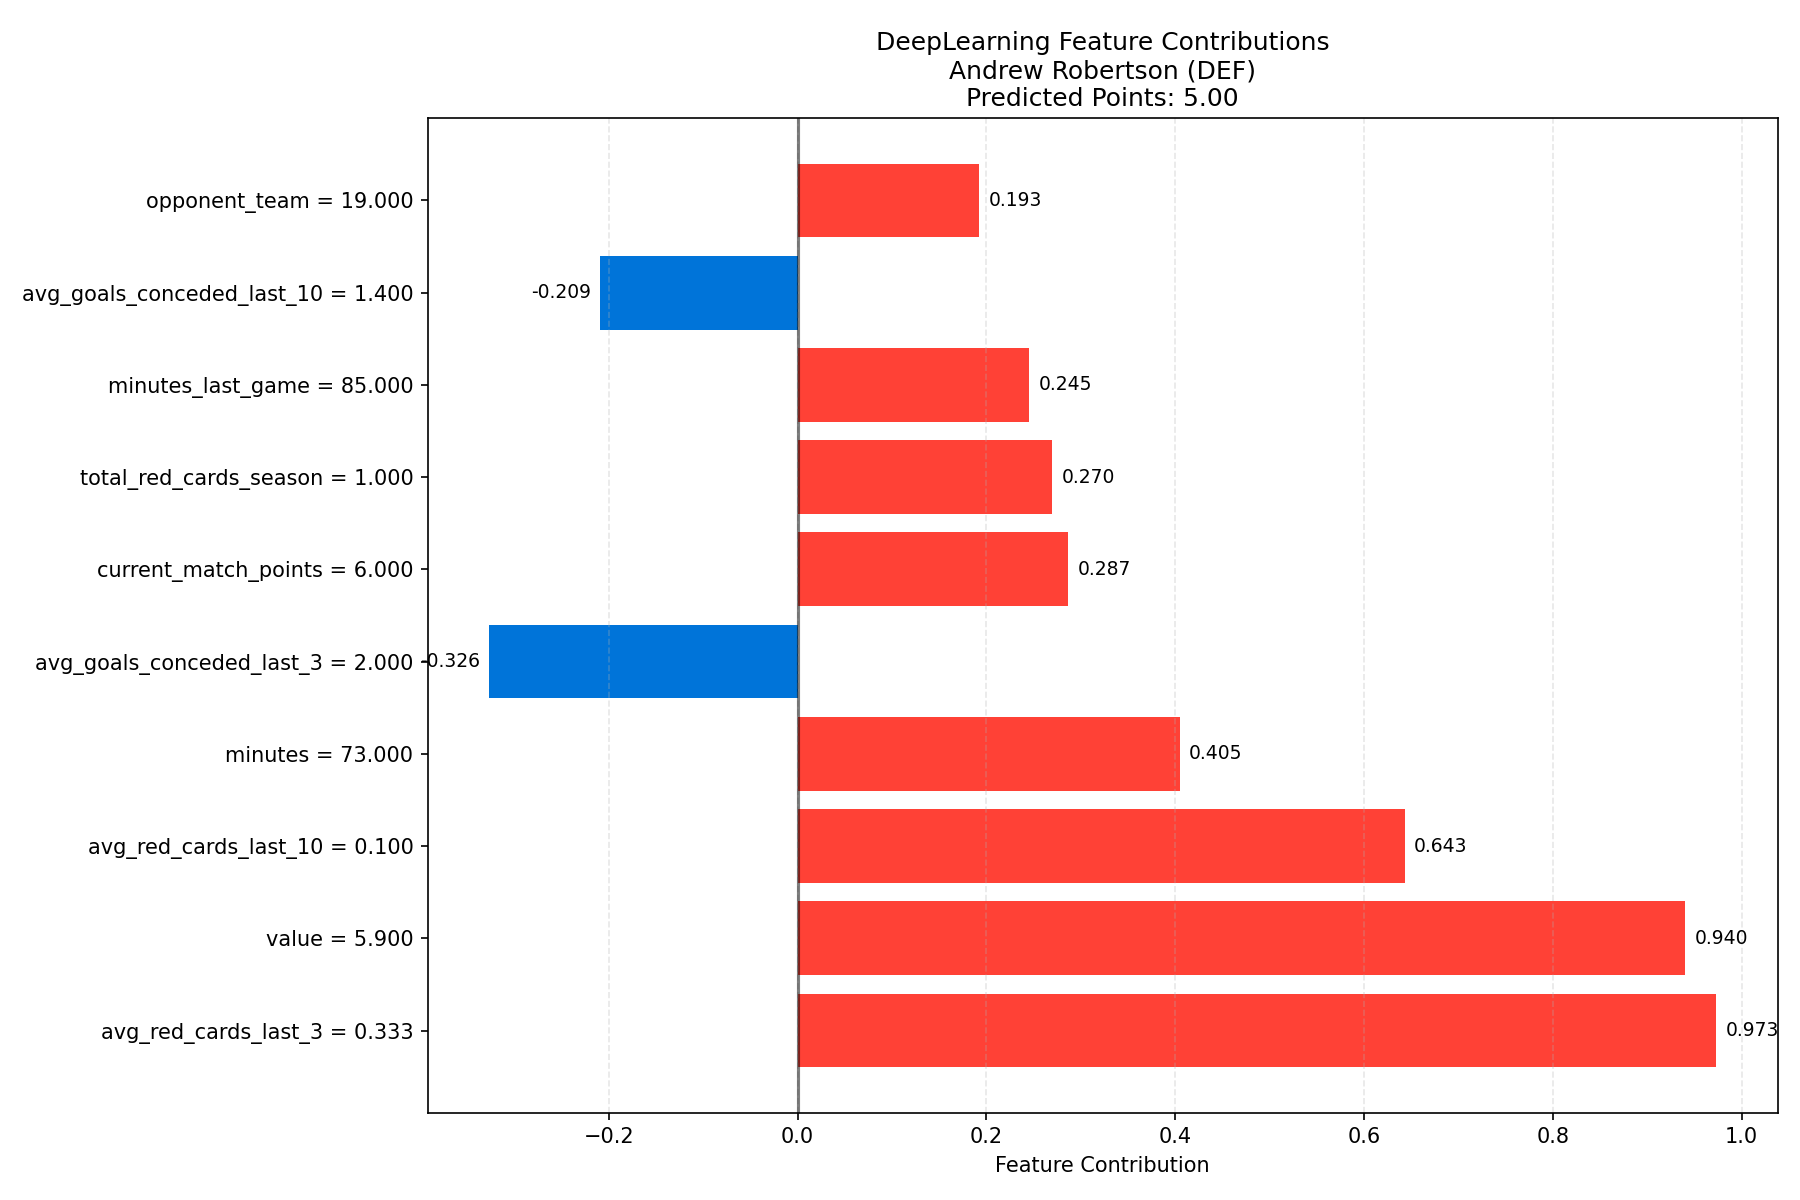 DeepLearning Feature Contributions
Andrew Robertson (DEF)
Predicted Points: 5.00
opponent_team = 19.000
0.193
avg_goals_conceded_last_10 = 1.400
-0.209
minutes_last_game = 85.000
0.245
total_red_cards_season = 1.000
0.270
current_match_points = 6.000
0.287
avg_goals_conceded_last_3 = 2.000
-0.326
minutes = 73.000
0.405
avg_red_cards_last_10 = 0.100
0.643
value = 5.900
0.940
avg_red_cards_last_3 = 0.333
0.973
−0.2 0.0 0.2 0.4 0.6 0.8 1.0
Feature Contribution